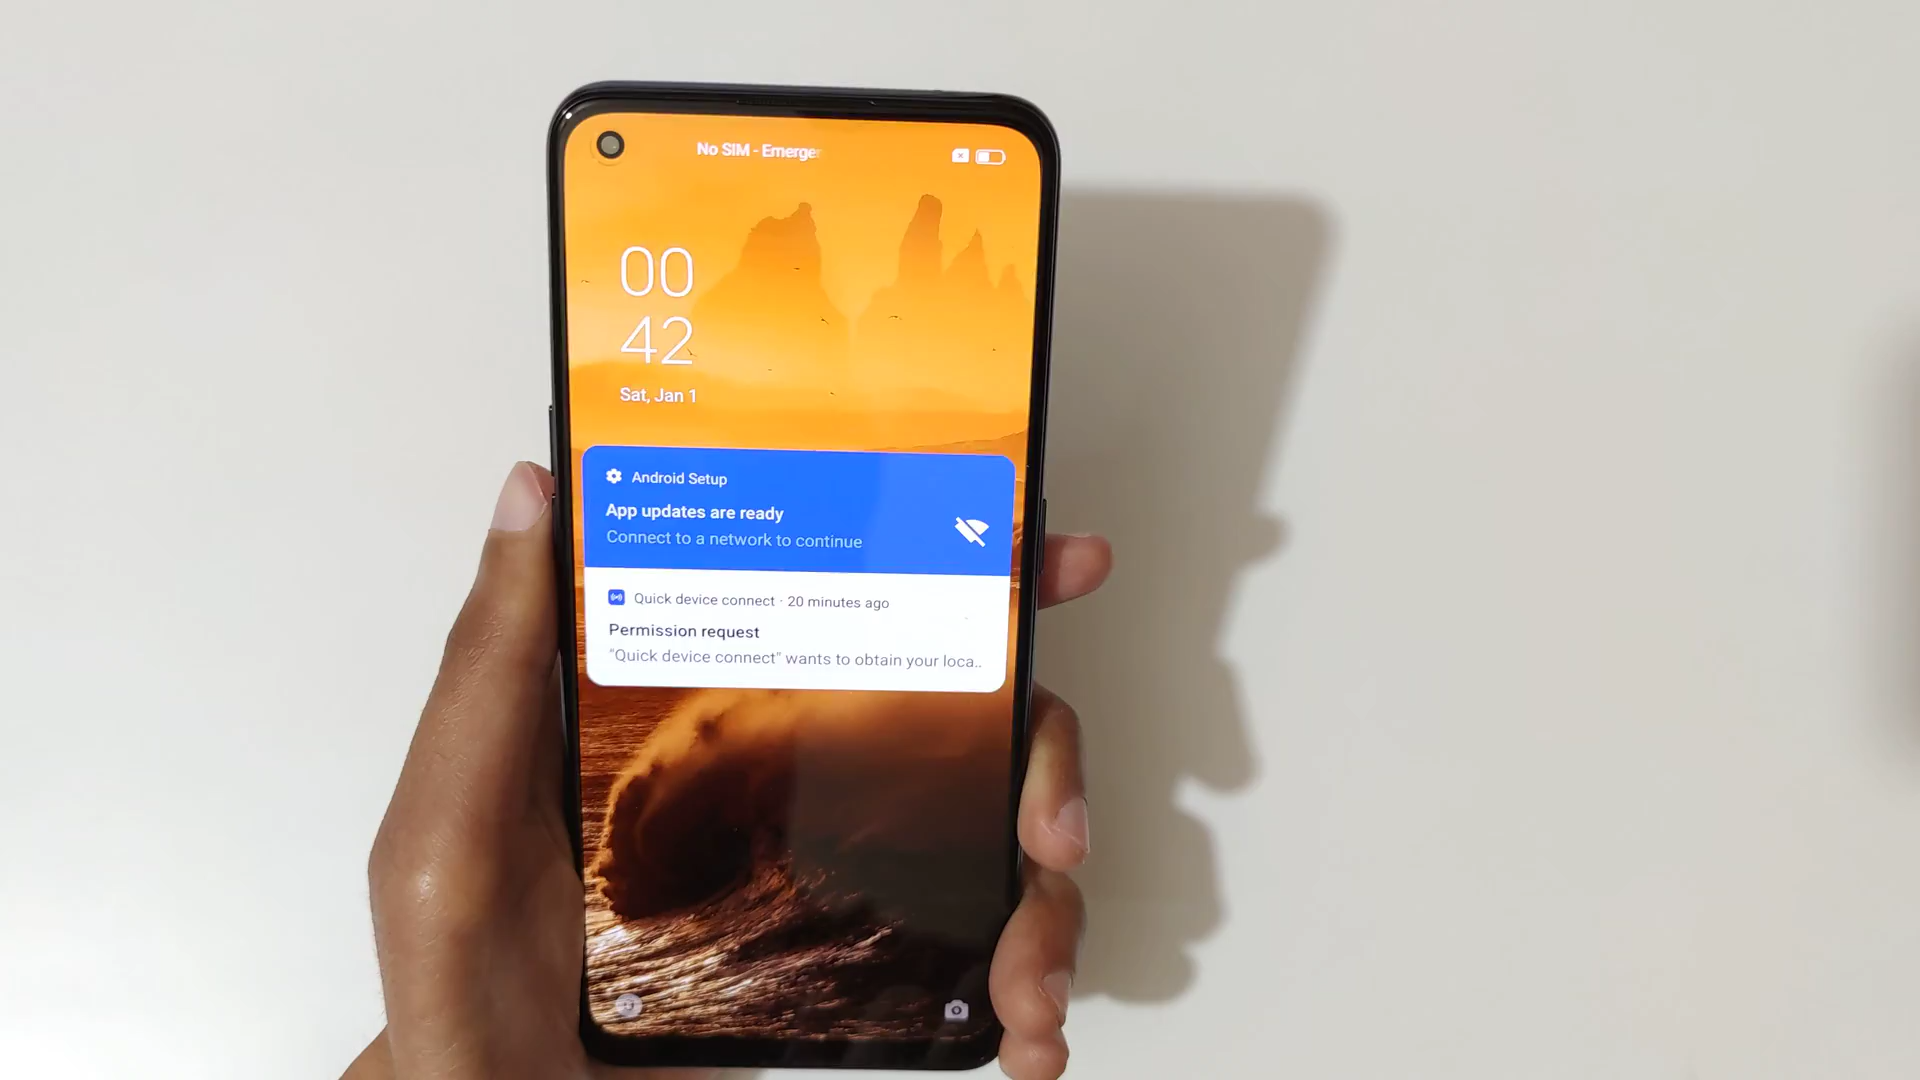 No SIM - Emerge
00
42
Sat, Jan 1
Android Setup
App updates are ready
Connect to a network to continue
Quick device connect · 20 minutes ago
Permission request
"Quick device connect" wants to obtain your loca..